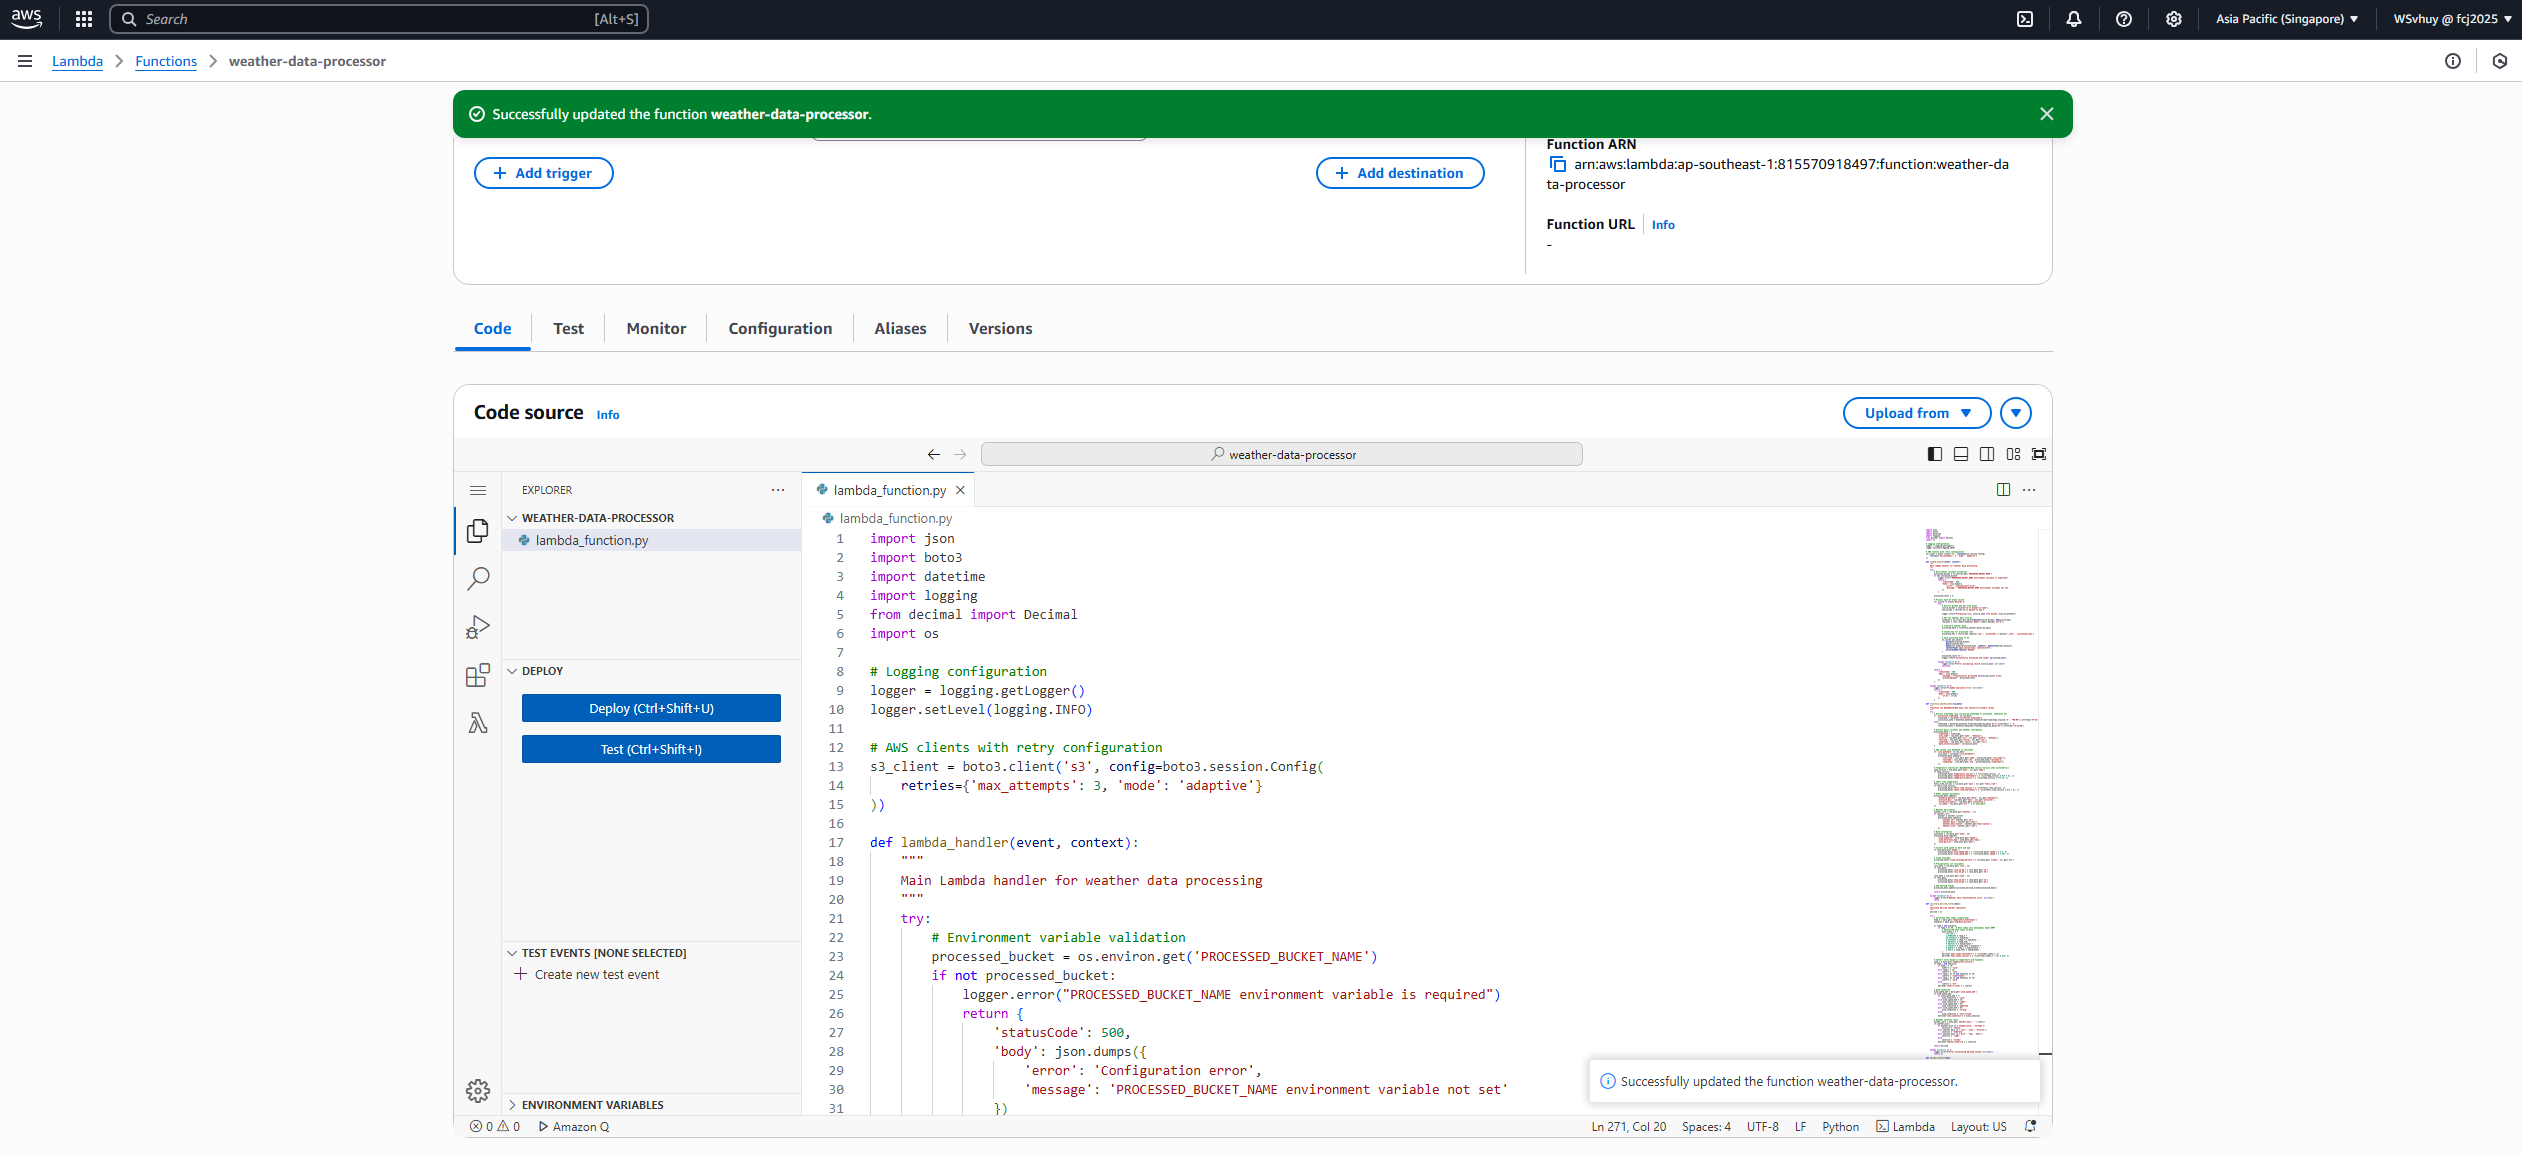 aws
Search
[Alt+S]
Asia Pacific (Singapore)
WSvhuy @ fcj2025
Lambda
Functions
weather-data-processor
Successfully updated the function weather-data-processor.
Add trigger
Add destination
Function ARN
arn:aws:lambda:ap-southeast-1:815570918497:function:weather-da
ta-processor
Function URL
Info
-
Code
Test
Monitor
Configuration
Aliases
Versions
Code source
Info
Upload from
weather-data-processor
EXPLORER
WEATHER-DATA-PROCESSOR
lambda_function.py
DEPLOY
Deploy (Ctrl+Shift+U)
Test (Ctrl+Shift+I)
TEST EVENTS [NONE SELECTED]
Create new test event
ENVIRONMENT VARIABLES
lambda_function.py
lambda_function.py
1 import json
2 import boto3
3 import datetime
4 import logging
5 from decimal import Decimal
6 import os
7
8 # Logging configuration
9 logger = logging.getLogger()
10 logger.setLevel(logging.INFO)
11
12 # AWS clients with retry configuration
13 s3_client = boto3.client('s3', config=boto3.session.Config(
14 retries={'max_attempts': 3, 'mode': 'adaptive'}
15 ))
16
17 def lambda_handler(event, context):
18 """
19 Main Lambda handler for weather data processing
20 """
21 try:
22 # Environment variable validation
23 processed_bucket = os.environ.get('PROCESSED_BUCKET_NAME')
24 if not processed_bucket:
25 logger.error("PROCESSED_BUCKET_NAME environment variable is required")
26 return {
27 'statusCode': 500,
28 'body': json.dumps({
29 'error': 'Configuration error',
30 'message': 'PROCESSED_BUCKET_NAME environment variable not set'
31 })
Successfully updated the function weather-data-processor.
0 0
Amazon Q
Ln 271, Col 20
Spaces: 4
UTF-8
LF
Python
Lambda
Layout: US